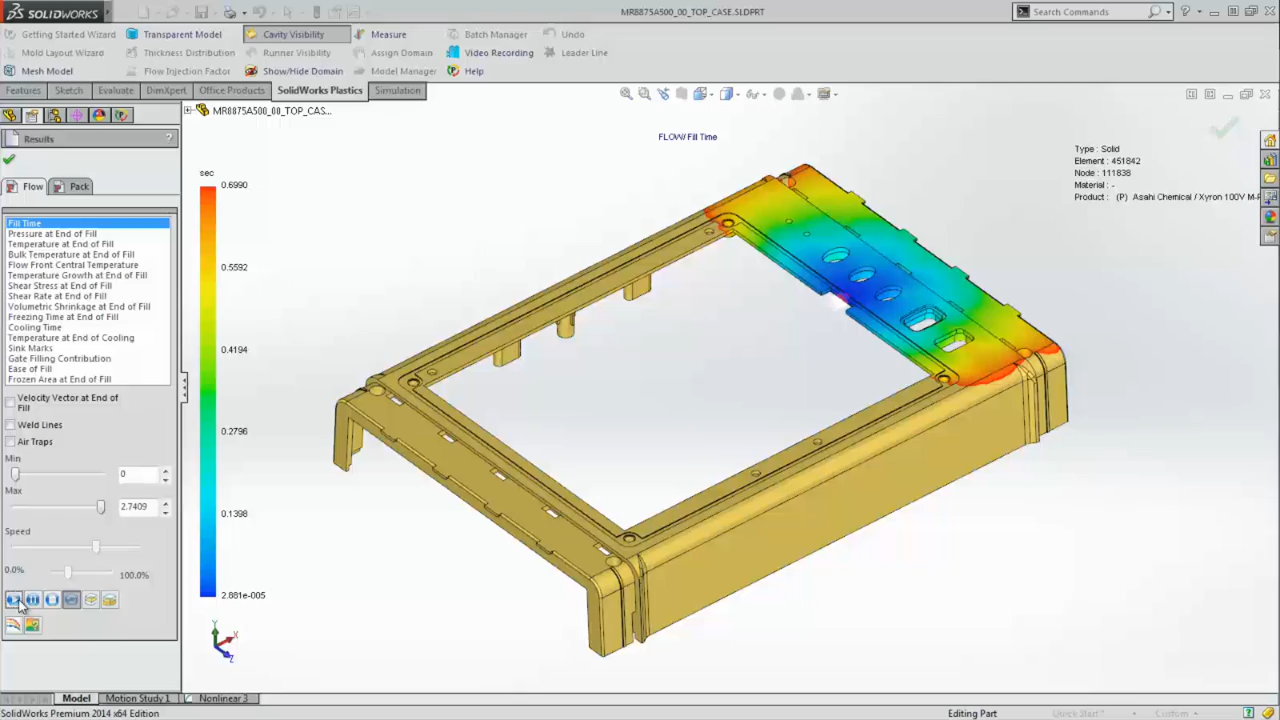 SOLIDWORKS
MR8875A500_00_TOP_CASE.SLDPRT
Search Commands
Getting Started Wizard
Transparent Model
Cavity Visibility
Measure
Batch Manager
Undo
Mold Layout Wizard
Thickness Distribution
Runner Visibility
Assign Domain
Video Recording
Leader Line
Mesh Model
Flow Injection Factor
Show/Hide Domain
Model Manager
Help
Features
Sketch
Evaluate
DimXpert
Office Products
SolidWorks Plastics
Simulation
MR8875A500_00_TOP_CAS...
Results
?
Flow
Pack
Fill Time
Pressure at End of Fill
Temperature at End of Fill
Bulk Temperature at End of Fill
Flow Front Central Temperature
Temperature Growth at End of Fill
Shear Stress at End of Fill
Shear Rate at End of Fill
Volumetric Shrinkage at End of Fill
Freezing Time at End of Fill
Cooling Time
Temperature at End of Cooling
Sink Marks
Gate Filling Contribution
Ease of Fill
Frozen Area at End of Fill
Velocity Vector at End of
Fill
Weld Lines
Air Traps
Min
0
Max
2.7409
Speed
0.0%
100.0%
FLOW/ Fill Time
sec
0.6990
0.5592
0.4194
0.2796
0.1398
2.881e-005
Type : Solid
Element : 451842
Node : 111838
Material : -
Product : (P) Asahi Chemical / Xyron 100V M-P
Y
X
Z
Model
Motion Study 1
Nonlinear 3
SolidWorks Premium 2014 x64 Edition
Editing Part
Quick Start
Custom